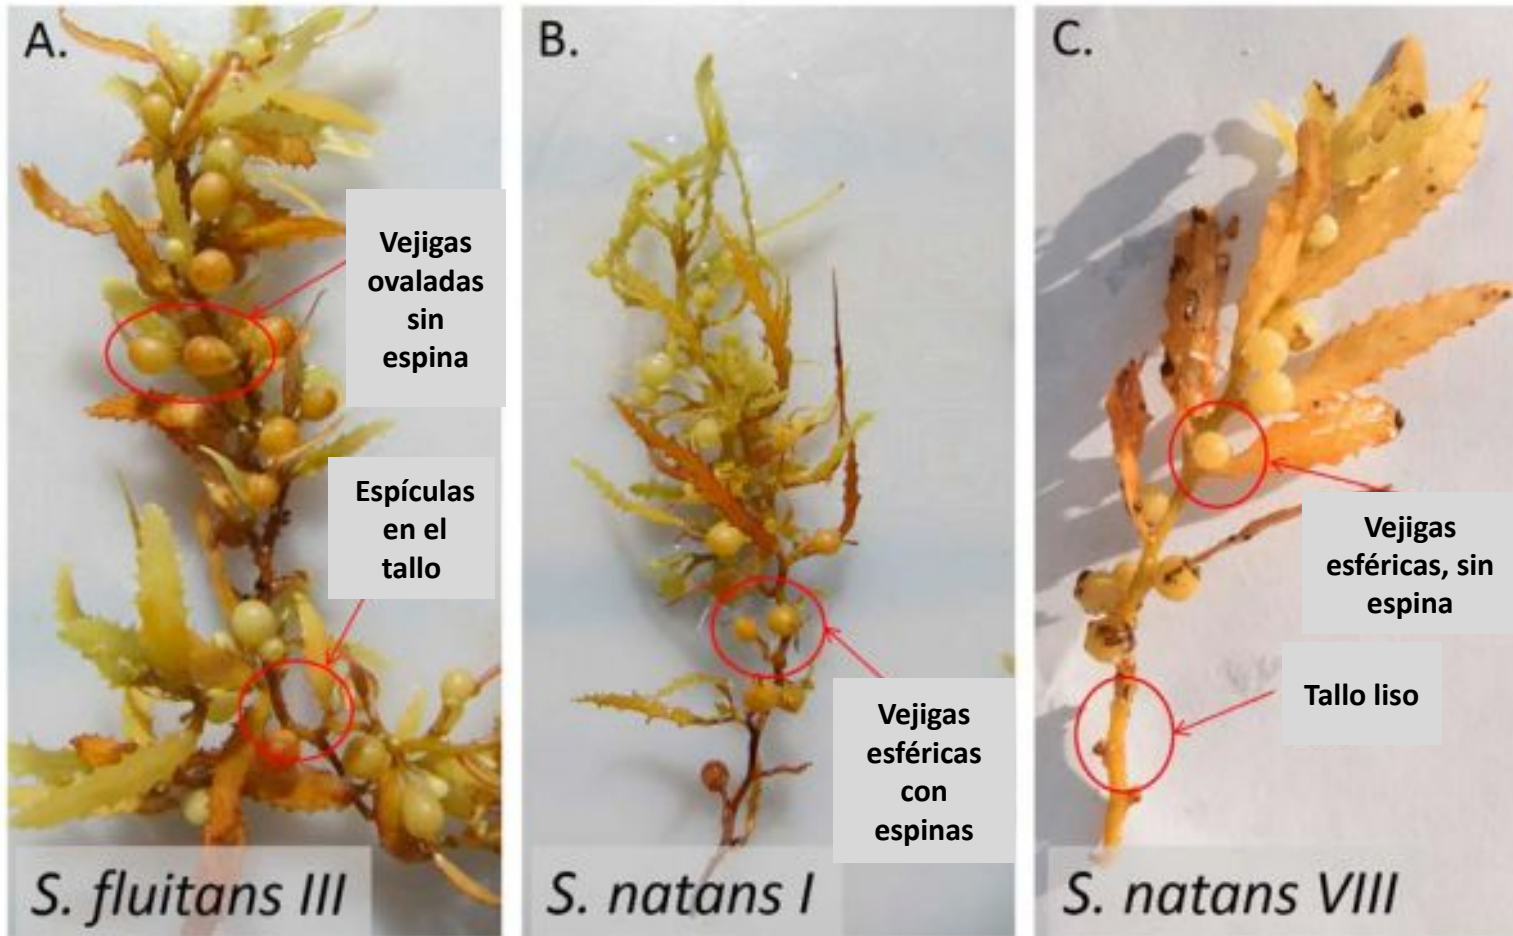 A.
Vejigas
ovaladas
sin
espina
Espículas
en el
tallo
S. fluitans III
B.
Vejigas
esféricas
con
espinas
S. natans I
C.
Vejigas
esféricas, sin
espina
Tallo liso
S. natans VIII